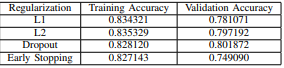 Regularization Training Accuracy Validation Accuracy
L1 0.834321 0.781071
L2 0.835329 0.797192
Dropout 0.828120 0.801872
Early Stopping 0.827143 0.749090